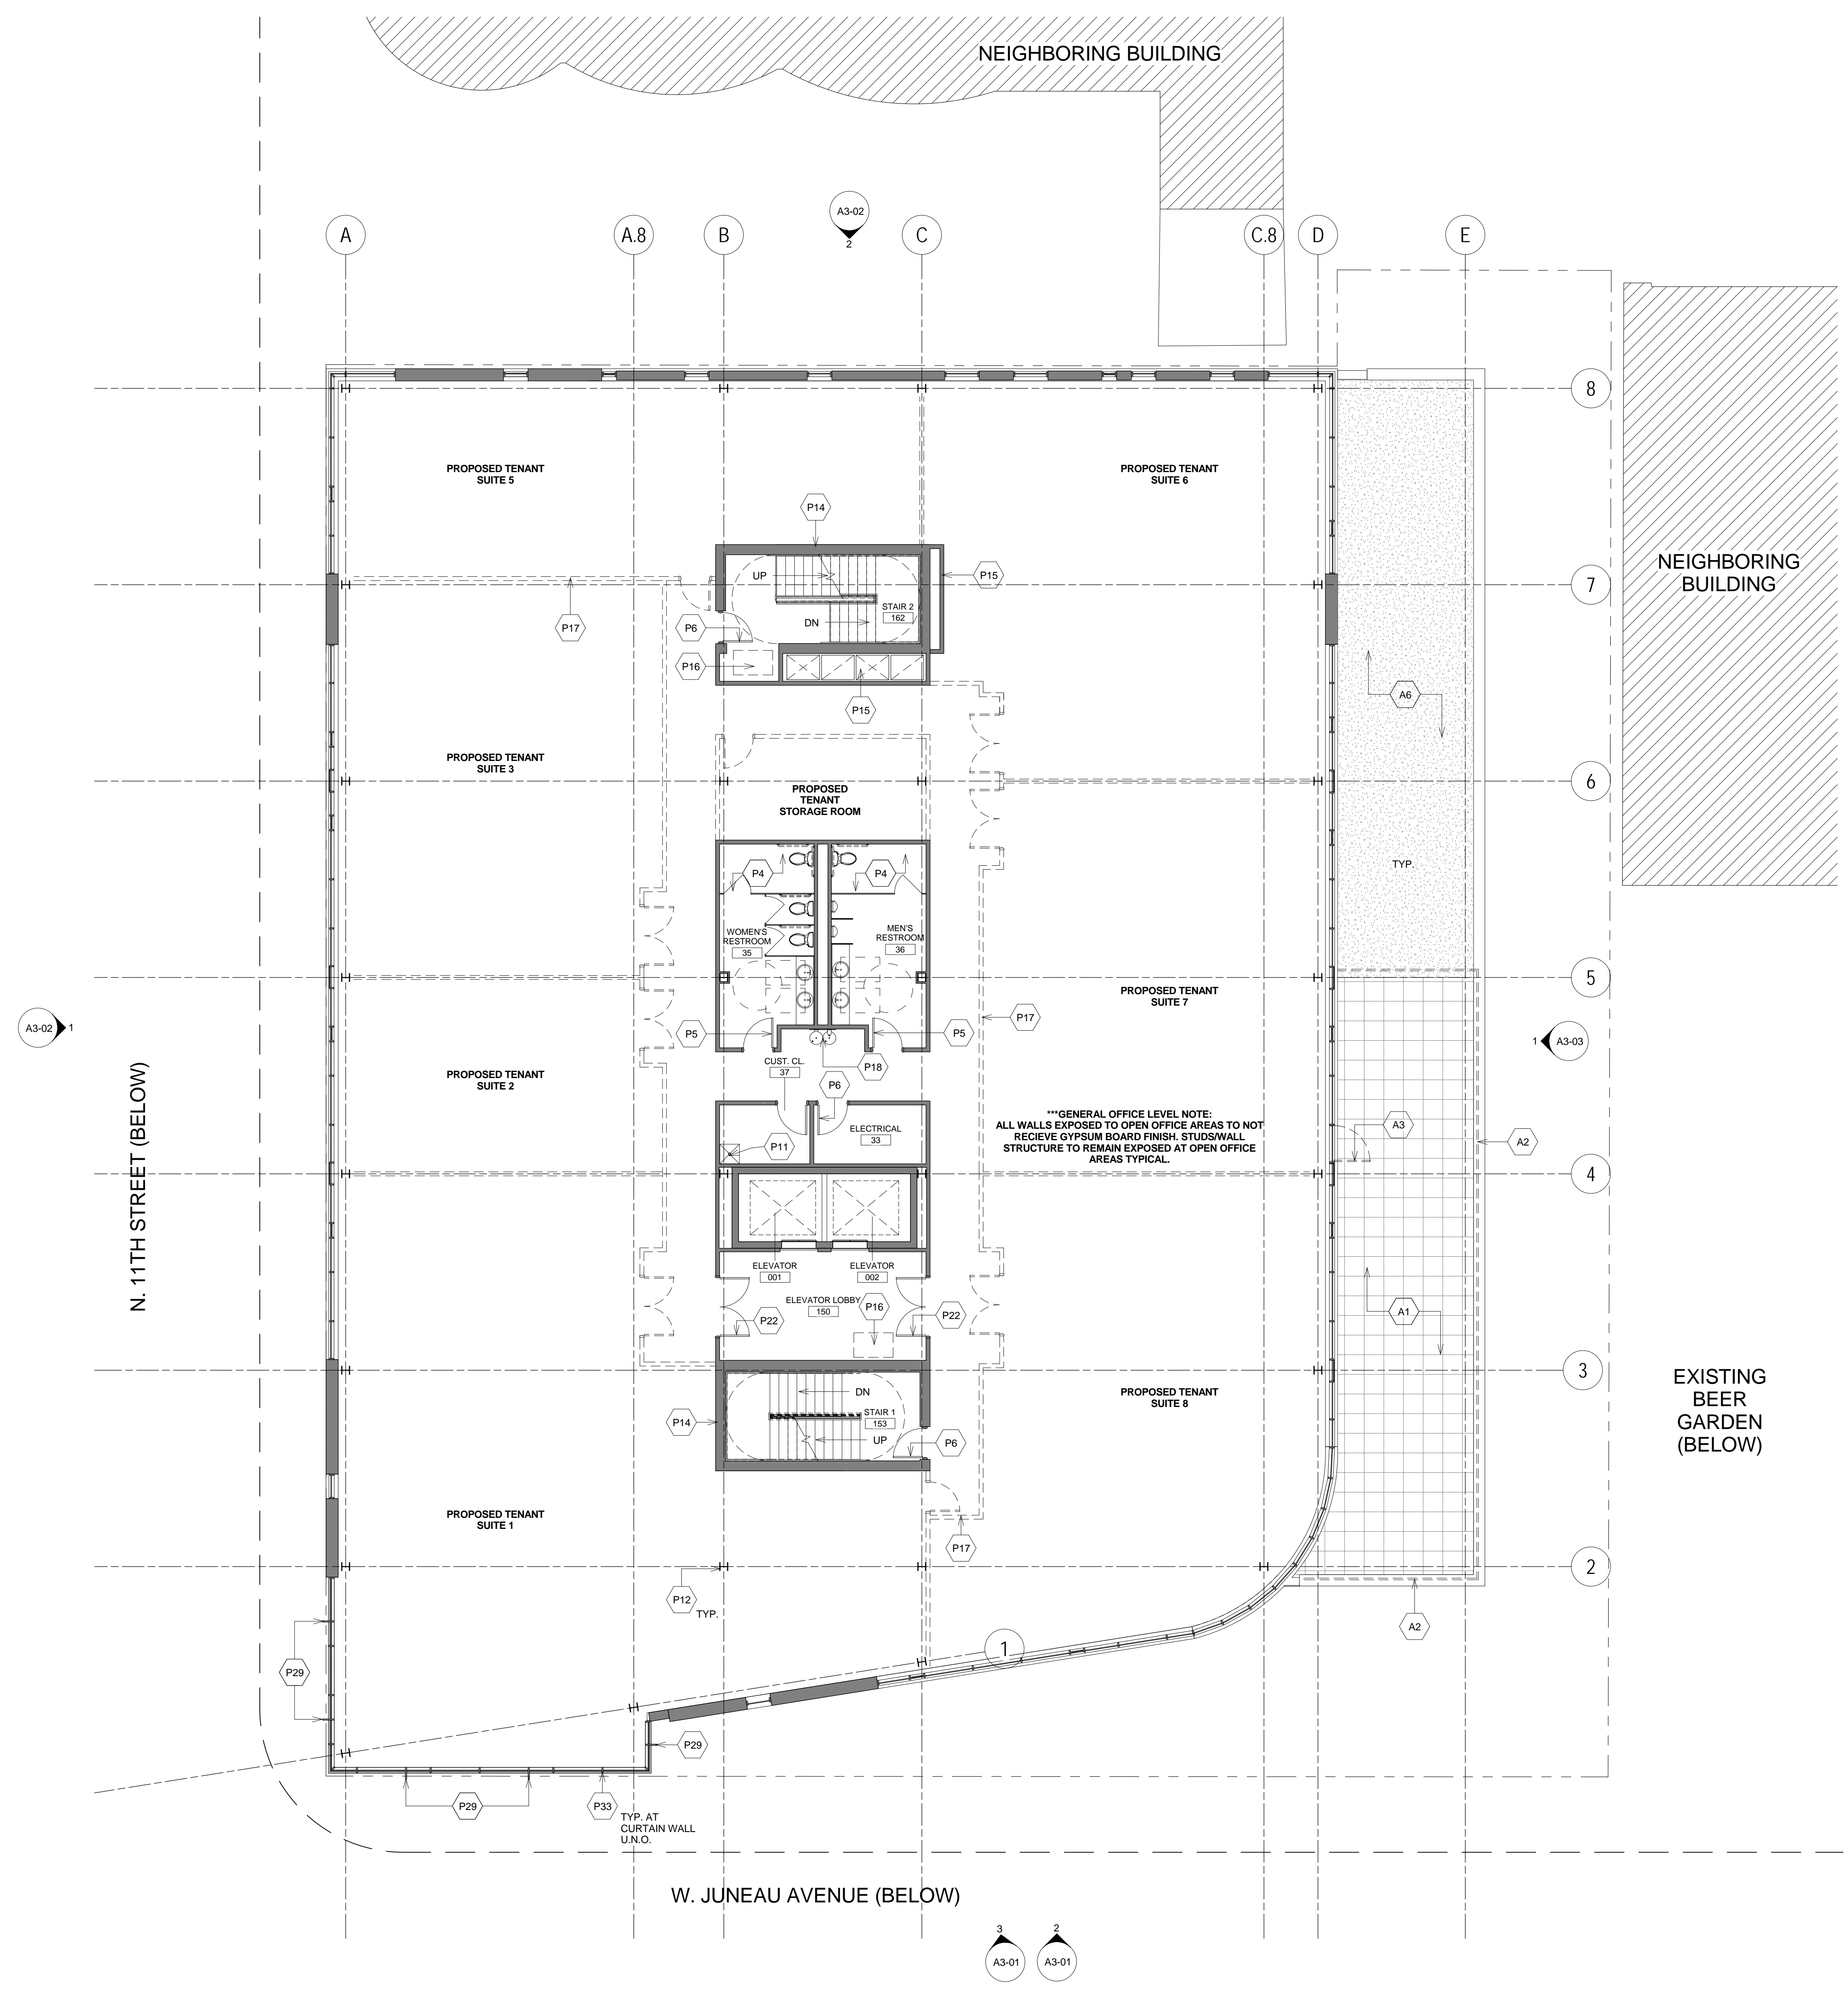 NEIGHBORING BUILDING
A3-02
2
A
A.8
B
C
C.8
D
E
8
PROPOSED TENANT
SUITE 5
PROPOSED TENANT
SUITE 6
P14
NEIGHBORING
BUILDING
UP
P15
7
STAIR 2
162
DN
P17
P6
P16
P15
A6
PROPOSED TENANT
SUITE 3
6
PROPOSED
TENANT
STORAGE ROOM
TYP.
P4
P4
WOMEN'S
RESTROOM
35
MEN'S
RESTROOM
36
5
PROPOSED TENANT
SUITE 7
P17
A3-02
1
P5
P5
1
A3-03
CUST. CL.
37
P18
PROPOSED TENANT
SUITE 2
P6
N. 11TH STREET (BELOW)
***GENERAL OFFICE LEVEL NOTE:
ALL WALLS EXPOSED TO OPEN OFFICE AREAS TO NOT
RECIEVE GYPSUM BOARD FINISH. STUDS/WALL
STRUCTURE TO REMAIN EXPOSED AT OPEN OFFICE
AREAS TYPICAL.
ELECTRICAL
33
P11
A3
A2
4
ELEVATOR
001
ELEVATOR
002
ELEVATOR LOBBY
150
P16
P22
P22
A1
3
EXISTING
BEER
GARDEN
(BELOW)
DN
PROPOSED TENANT
SUITE 8
STAIR 1
153
P14
UP
P6
PROPOSED TENANT
SUITE 1
P17
2
P12
TYP.
A2
1
P29
P29
P29
P33
TYP. AT
CURTAIN WALL
U.N.O.
W. JUNEAU AVENUE (BELOW)
3
A3-01
2
A3-01